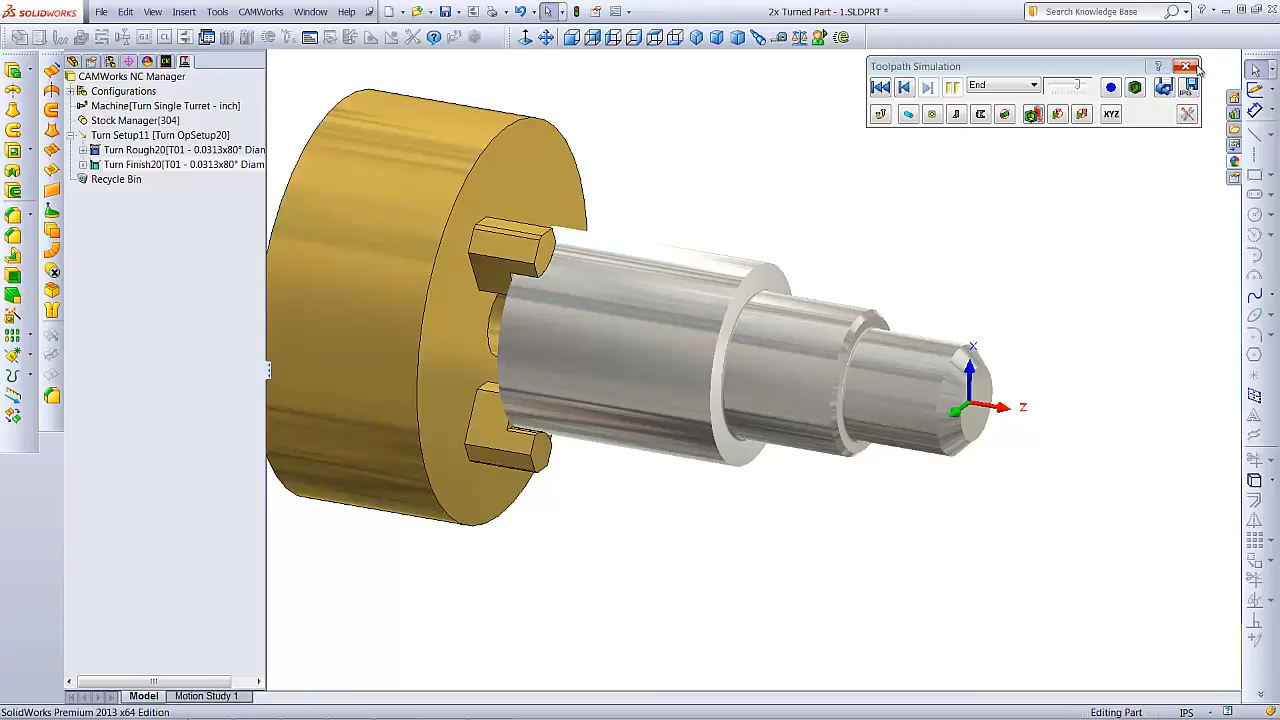 SOLIDWORKS File Edit View Insert Tools CAMWorks Window Help 2x Turned Part - 1.SLDPRT * Search Knowledge Base
Toolpath Simulation
End
XYZ
CAMWorks NC Manager
Configurations
Machine[Turn Single Turret - inch]
Stock Manager[304]
Turn Setup11 [Turn OpSetup20]
Turn Rough20[T01 - 0.0313x80° Diam
Turn Finish20[T01 - 0.0313x80° Diam
Recycle Bin
X
Z
Model Motion Study 1
SolidWorks Premium 2013 x64 Edition Editing Part IPS